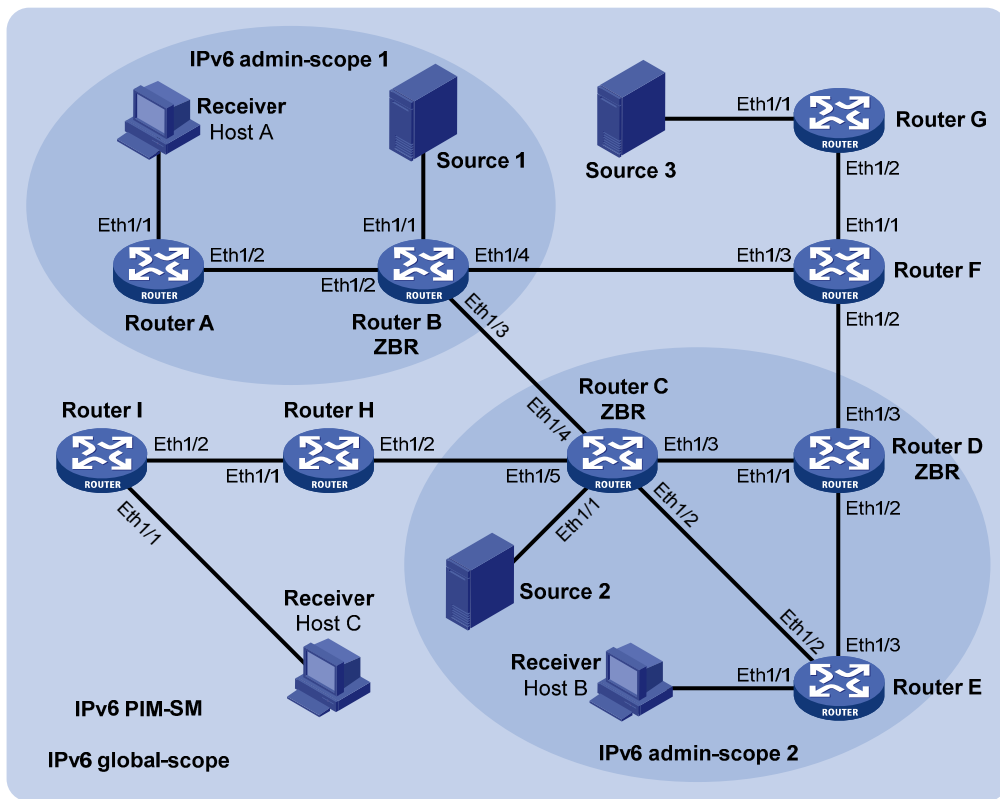 IPv6 admin-scope 1
Receiver
Host A
Source 1
Eth1/1
Eth1/1
Eth1/2
Eth1/2
Eth1/4
Eth1/3
ROUTER
Router A
ROUTER
Router B
ZBR
Source 3
Eth1/1
ROUTER
Router G
Eth1/2
Eth1/1
Eth1/3
ROUTER
Router F
Eth1/2
Router I
ROUTER
Eth1/2
Eth1/1
Router H
Eth1/1
ROUTER
Eth1/2
Router C
ZBR
Eth1/4
Eth1/5
ROUTER
Eth1/3
Eth1/1
Eth1/2
Eth1/3
Eth1/1
ROUTER
Router D
ZBR
Eth1/2
Source 2
Receiver
Host C
Receiver
Host B
Eth1/2
Eth1/3
Eth1/1
ROUTER
Router E
IPv6 PIM-SM
IPv6 global-scope
IPv6 admin-scope 2